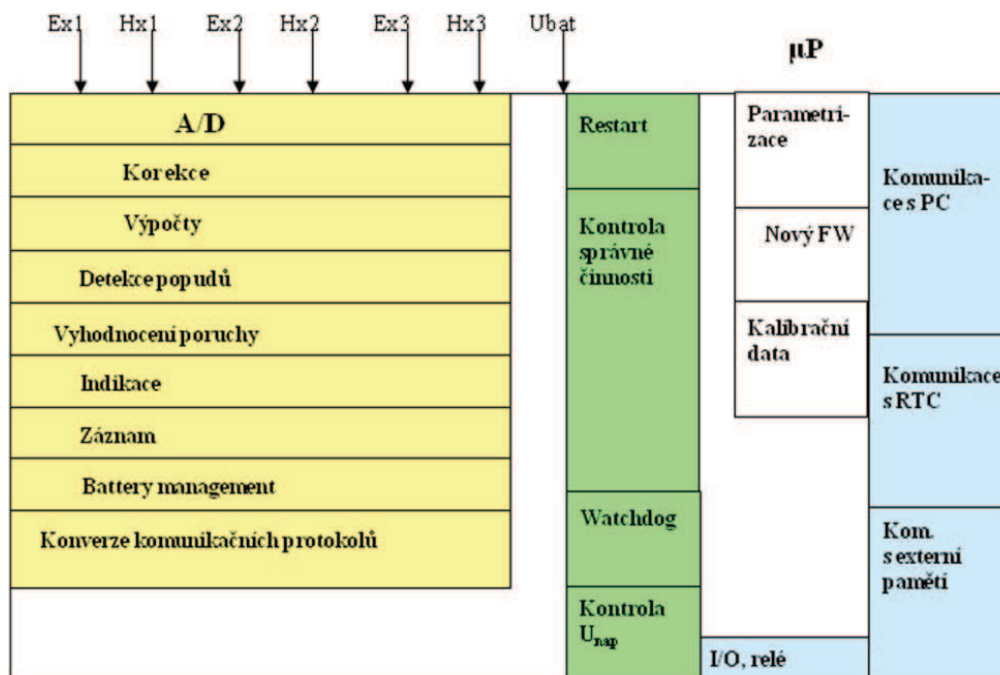 Ex1 Hx1 Ex2 Hx2 Ex3 Hx3 Ubat
µP
A/D
Korekce
Výpočty
Detekce popudů
Vyhodnocení poruchy
Indikace
Záznam
Battery management
Konverze komunikačních protokolů
Restart
Kontrola
správné
činnosti
Watchdog
Kontrola
Unap
Parametri-
zace
Nový FW
Kalibrační
data
I/O, relé
Komunika-
ce s PC
Komunikace
s RTC
Kom.
s externí
pamětí